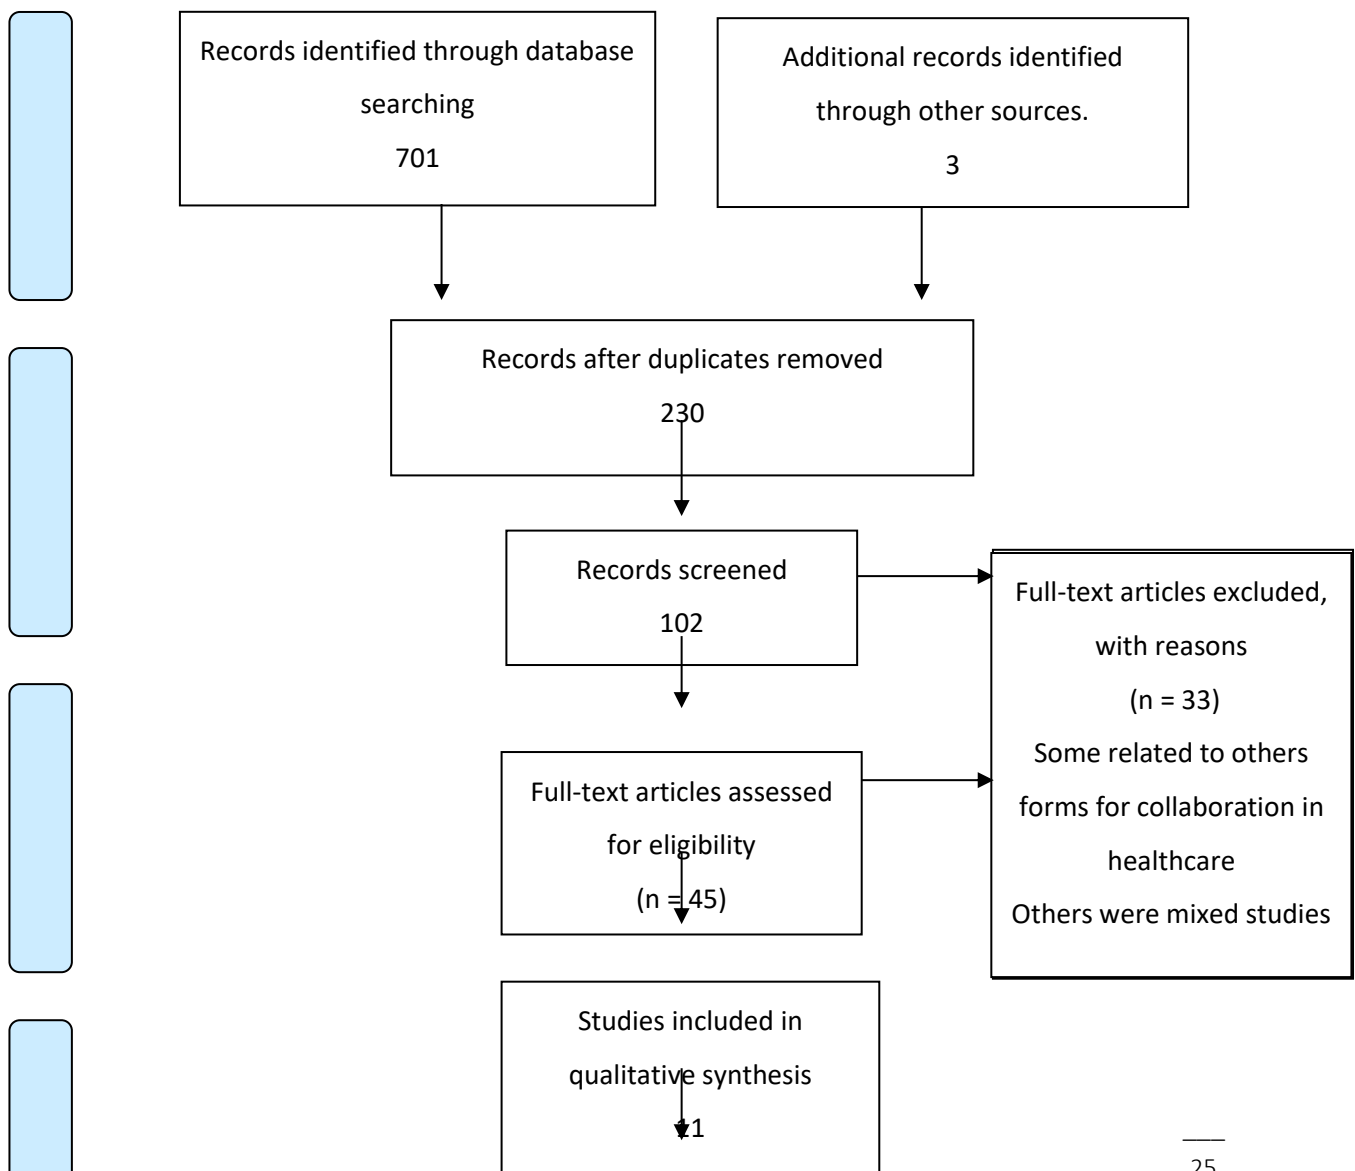 Records identified through database
searching
701
Additional records identified
through other sources.
3
Records after duplicates removed
230
Records screened
102
Full-text articles excluded,
with reasons
(n = 33)
Some related to others
forms for collaboration in
healthcare
Others were mixed studies
Full-text articles assessed
for eligibility
(n = 45)
Studies included in
qualitative synthesis
11
25